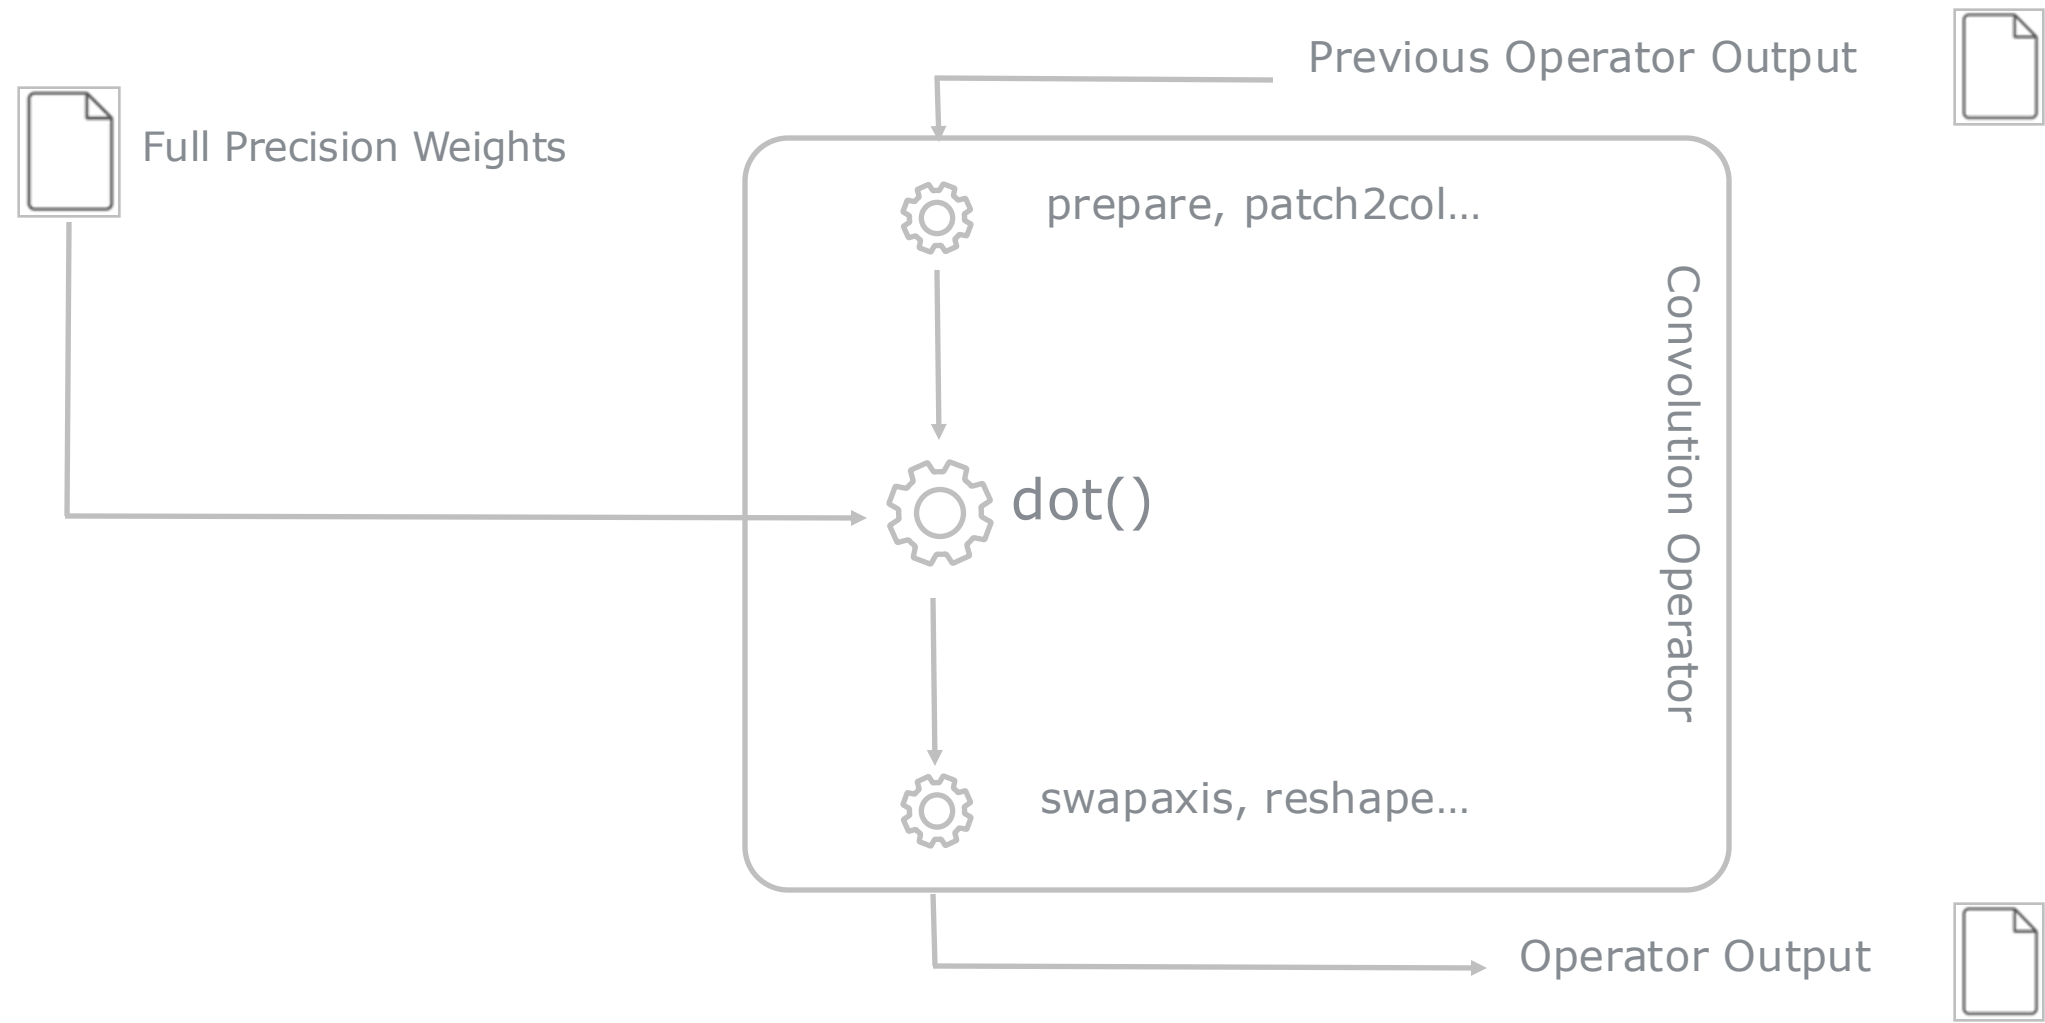 Previous Operator Output
Full Precision Weights
prepare, patch2col...
Convolution Operator
dot()
swapaxis, reshape...
Operator Output